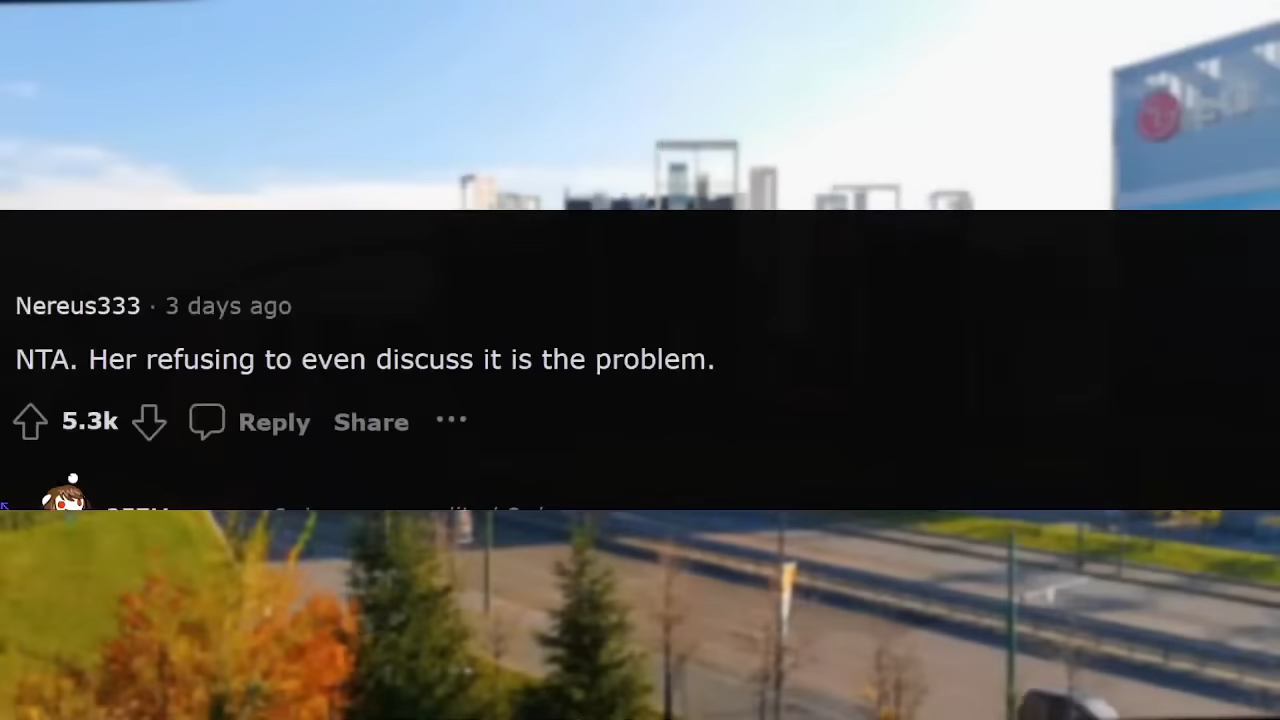 Nereus333 · 3 days ago
NTA. Her refusing to even discuss it is the problem.
5.3k Reply Share ···